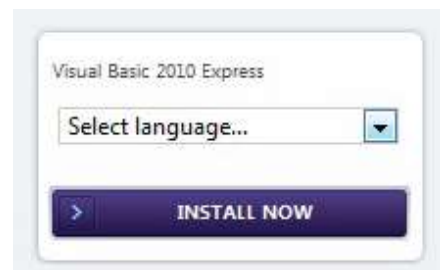 Visual Basic 2010 Express
Select language...
INSTALL NOW